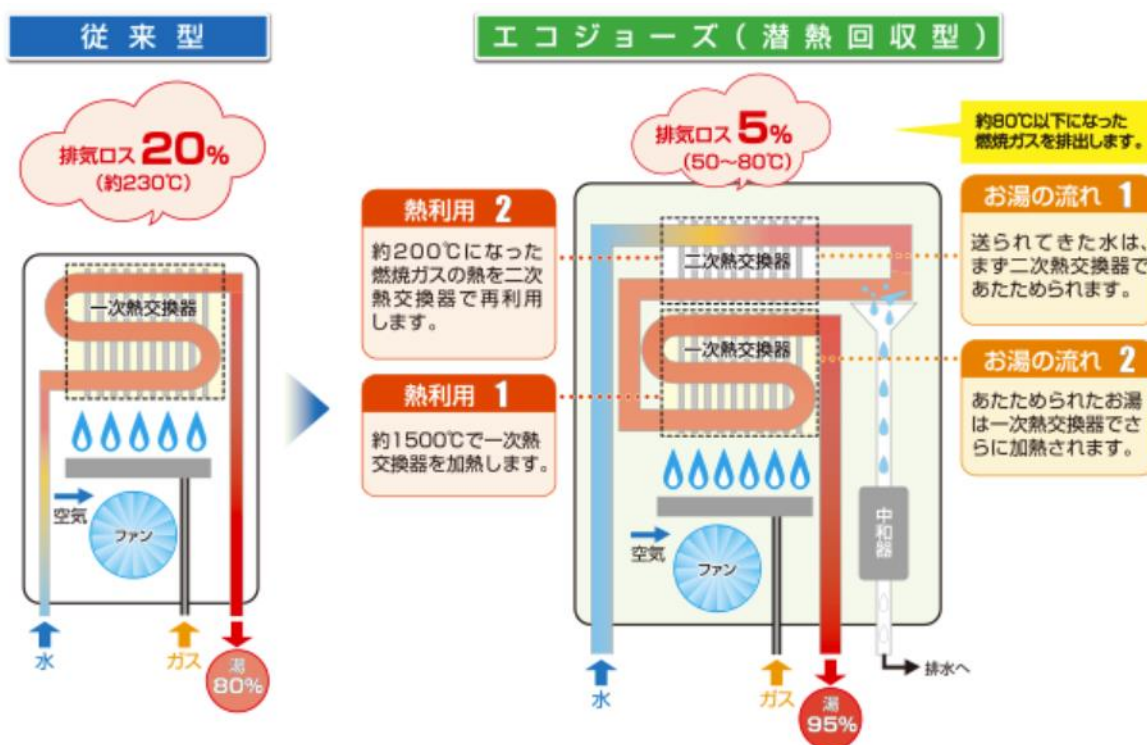 従来型
排気ロス20%
(約230℃)
一次熱交換器
空気
ファン
水
ガス
湯
80%
エコジョーズ(潜熱回収型)
排気ロス5%
(50〜80℃)
約80℃以下になった
燃焼ガスを排出します。
熱利用 2
約200℃になった
燃焼ガスの熱を二次
熱交換器で再利用
します。
熱利用 1
約1500℃で一次熱
交換器を加熱します。
二次熱交換器
一次熱交換器
お湯の流れ 1
送られてきた水は、
まず二次熱交換器で
あたためられます。
お湯の流れ 2
あたためられたお湯
は一次熱交換器でさ
らに加熱されます。
空気
ファン
中和器
水
ガス
湯
95%
排水へ